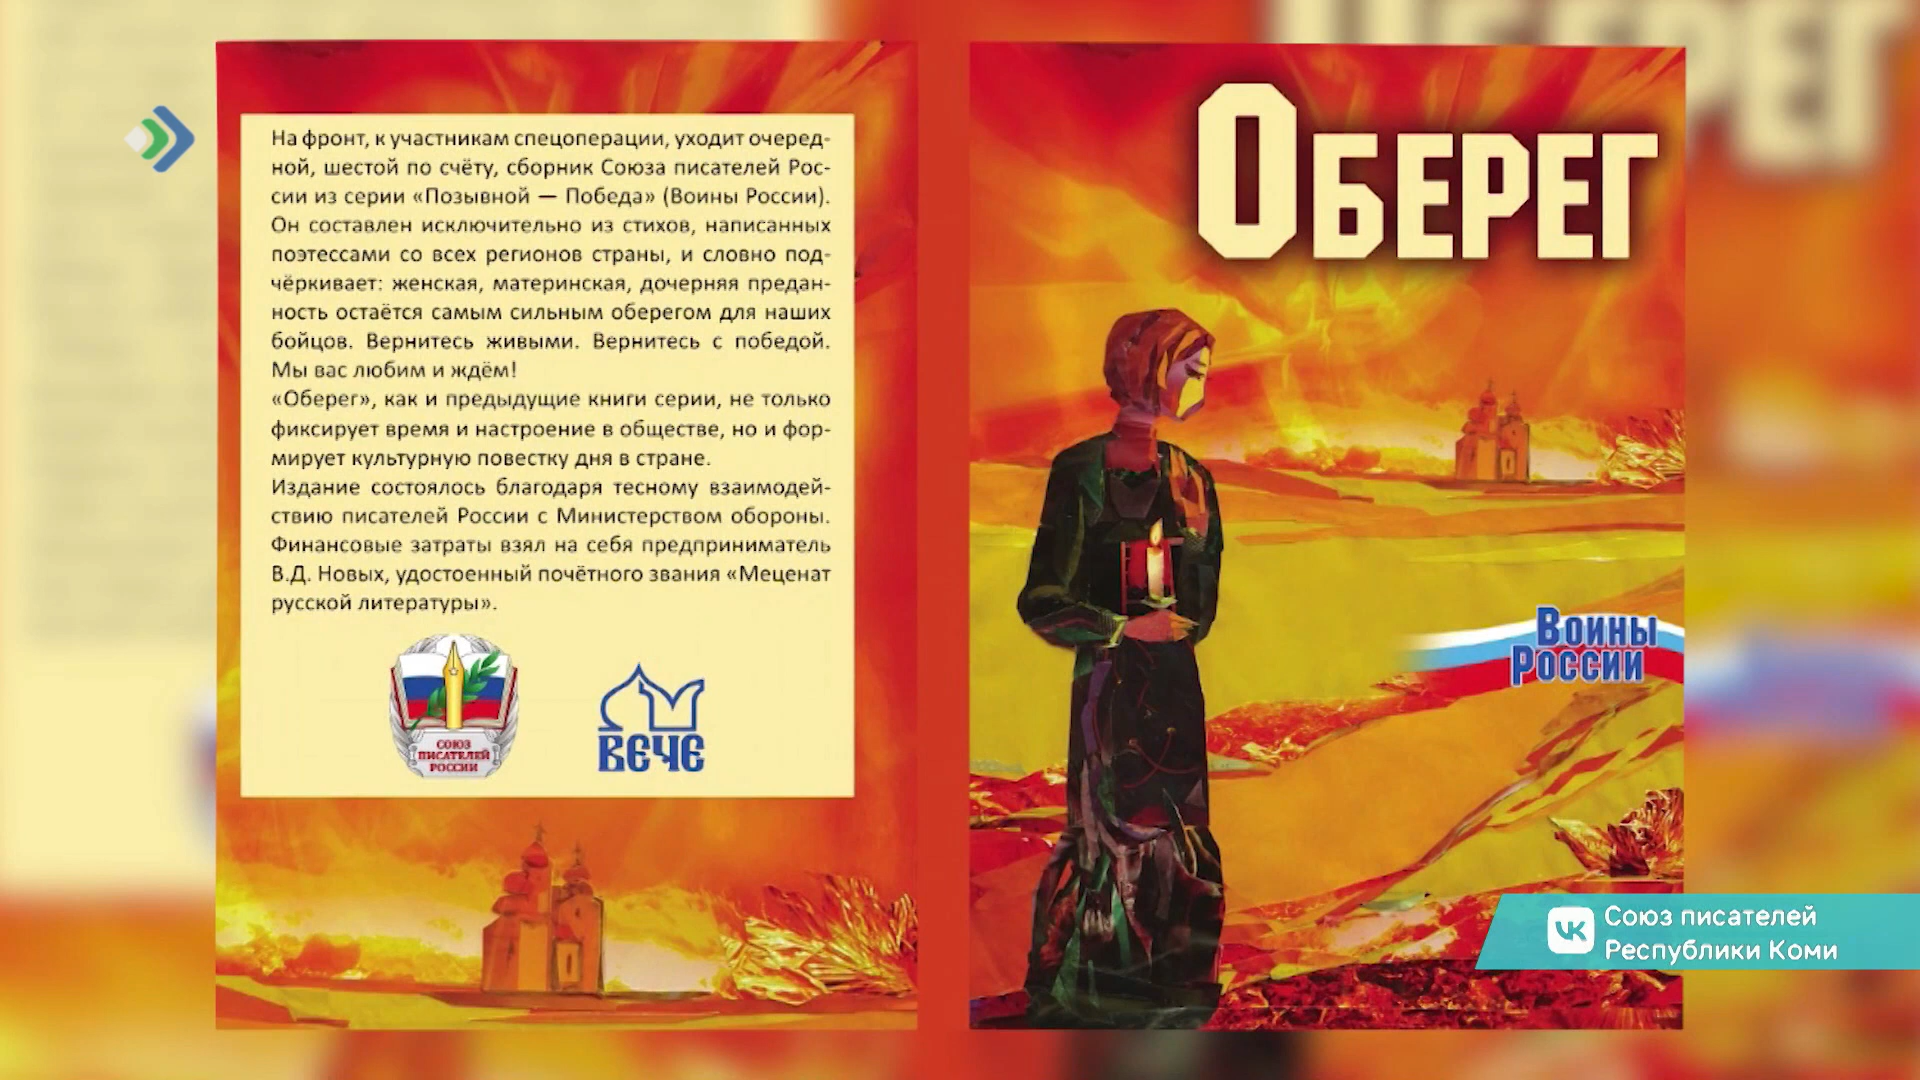 На фронт, к участникам спецоперации, уходит очеред-
ной, шестой по счёту, сборник Союза писателей Рос-
сии из серии «Позывной — Победа» (Воины России).
Он составлен исключительно из стихов, написанных
поэтессами со всех регионов страны, и словно под-
чёркивает: женская, материнская, дочерняя предан-
ность остаётся самым сильным оберегом для наших
бойцов. Вернитесь живыми. Вернитесь с победой.
Мы вас любим и ждём!
«Оберег», как и предыдущие книги серии, не только
фиксирует время и настроение в обществе, но и фор-
мирует культурную повестку дня в стране.
Издание состоялось благодаря тесному взаимодей-
ствию писателей России с Министерством обороны.
Финансовые затраты взял на себя предприниматель
В.Д. Новых, удостоенный почётного звания «Меценат
русской литературы».
СОЮЗ
ПИСАТЕЛЕЙ
РОССИИ
ВЕЧЕ
ОБЕРЕГ
ВОИНЫ
РОССИИ
Союз писателей
Республики Коми